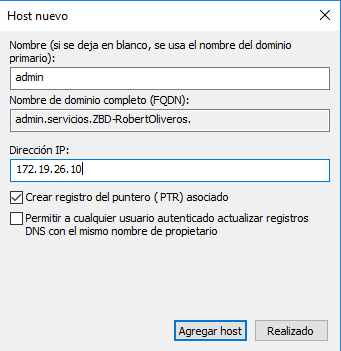 Host nuevo
Nombre (si se deja en blanco, se usa el nombre del dominio
primario):
admin
Nombre de dominio completo (FQDN):
admin.servicios.ZBD-RobertOliveros.
Dirección IP:
172.19.26.10
Crear registro del puntero (PTR) asociado
Permitir a cualquier usuario autenticado actualizar registros
DNS con el mismo nombre de propietario
Agregar host
Realizado